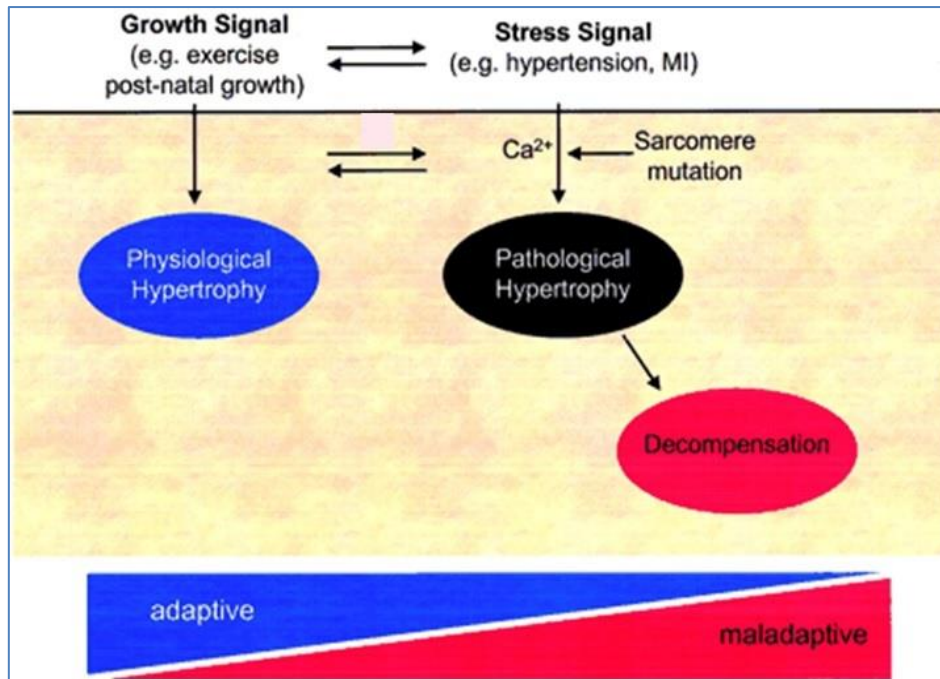 Growth Signal
(e.g. exercise
post-natal growth)
Stress Signal
(e.g. hypertension, MI)
Ca²⁺
Sarcomere
mutation
Physiological
Hypertrophy
Pathological
Hypertrophy
Decompensation
adaptive
maladaptive